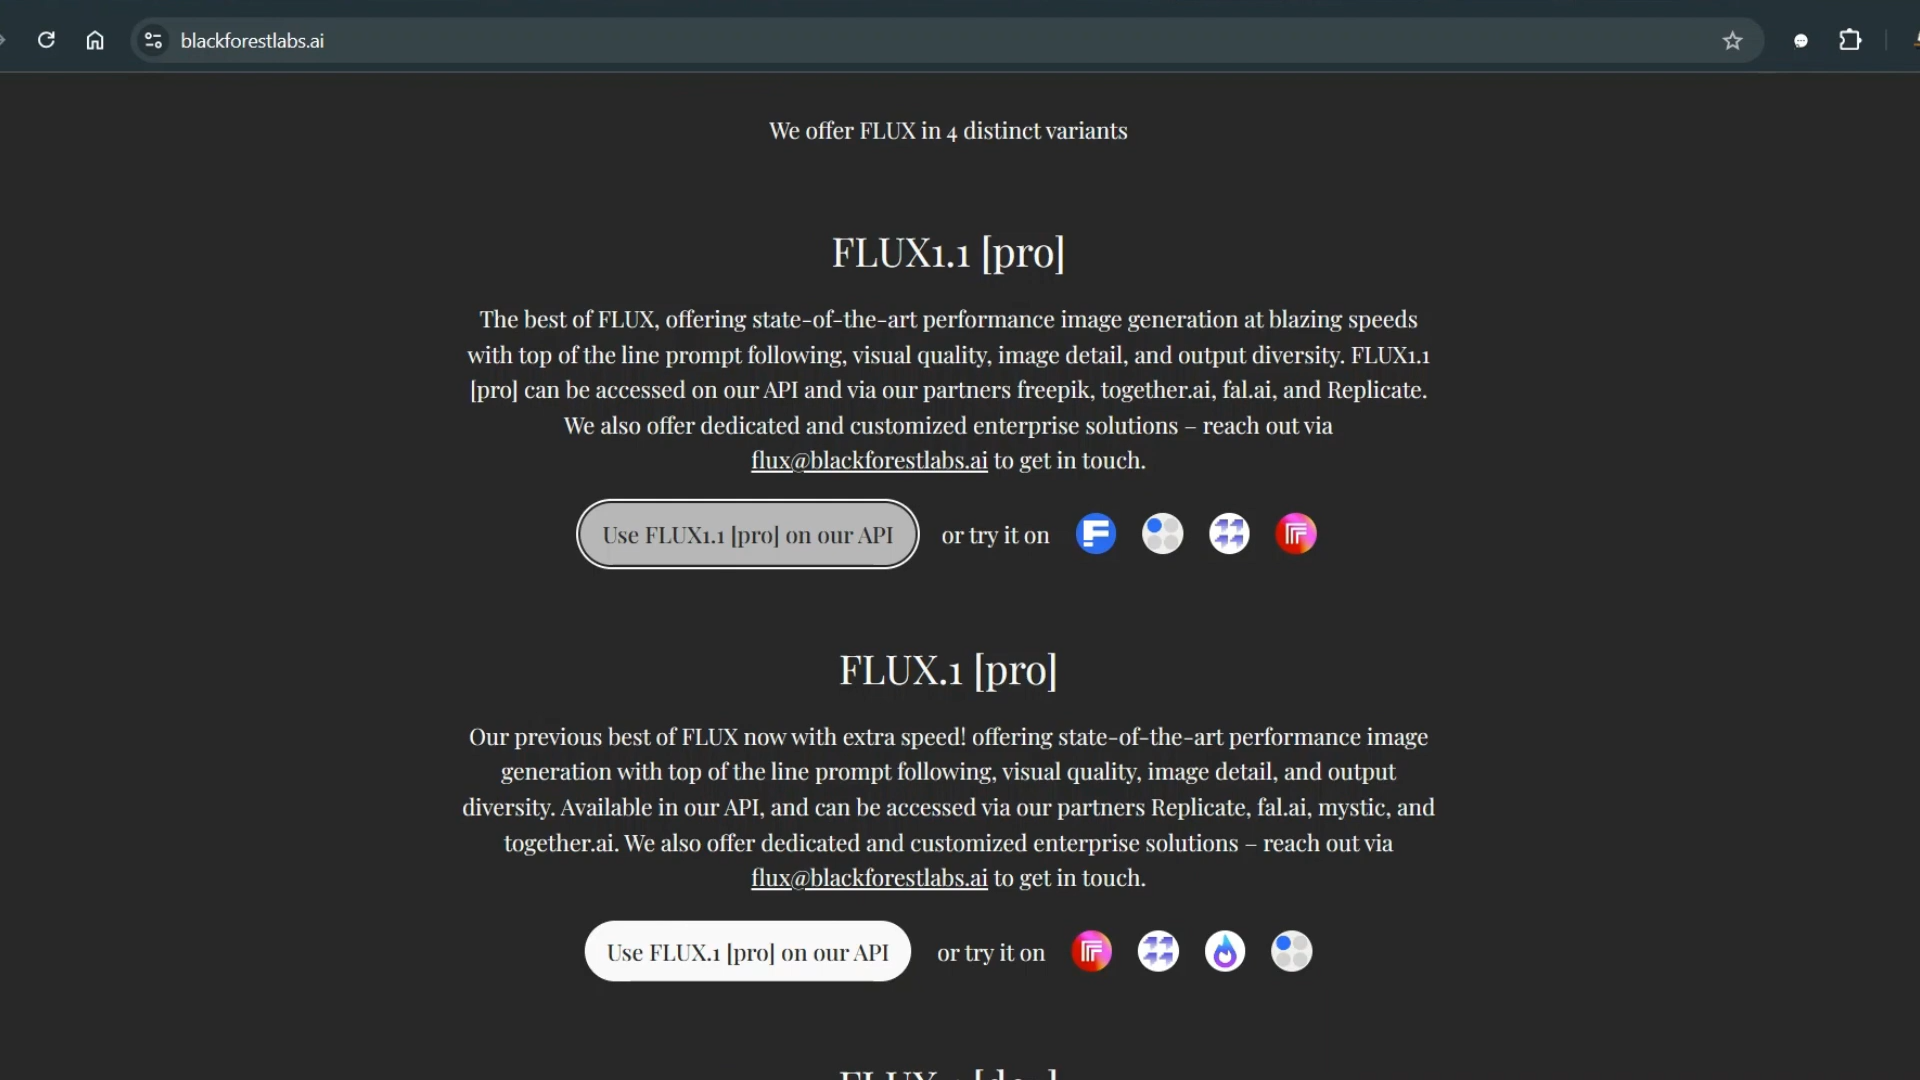 blackforestlabs.ai
We offer FLUX in 4 distinct variants
FLUX1.1 [pro]
The best of FLUX, offering state-of-the-art performance image generation at blazing speeds
with top of the line prompt following, visual quality, image detail, and output diversity. FLUX1.1
[pro] can be accessed on our API and via our partners freepik, together.ai, fal.ai, and Replicate.
We also offer dedicated and customized enterprise solutions – reach out via
flux@blackforestlabs.ai to get in touch.
Use FLUX1.1 [pro] on our API or try it on
FLUX.1 [pro]
Our previous best of FLUX now with extra speed! offering state-of-the-art performance image
generation with top of the line prompt following, visual quality, image detail, and output
diversity. Available in our API, and can be accessed via our partners Replicate, fal.ai, mystic, and
together.ai. We also offer dedicated and customized enterprise solutions – reach out via
flux@blackforestlabs.ai to get in touch.
Use FLUX.1 [pro] on our API or try it on